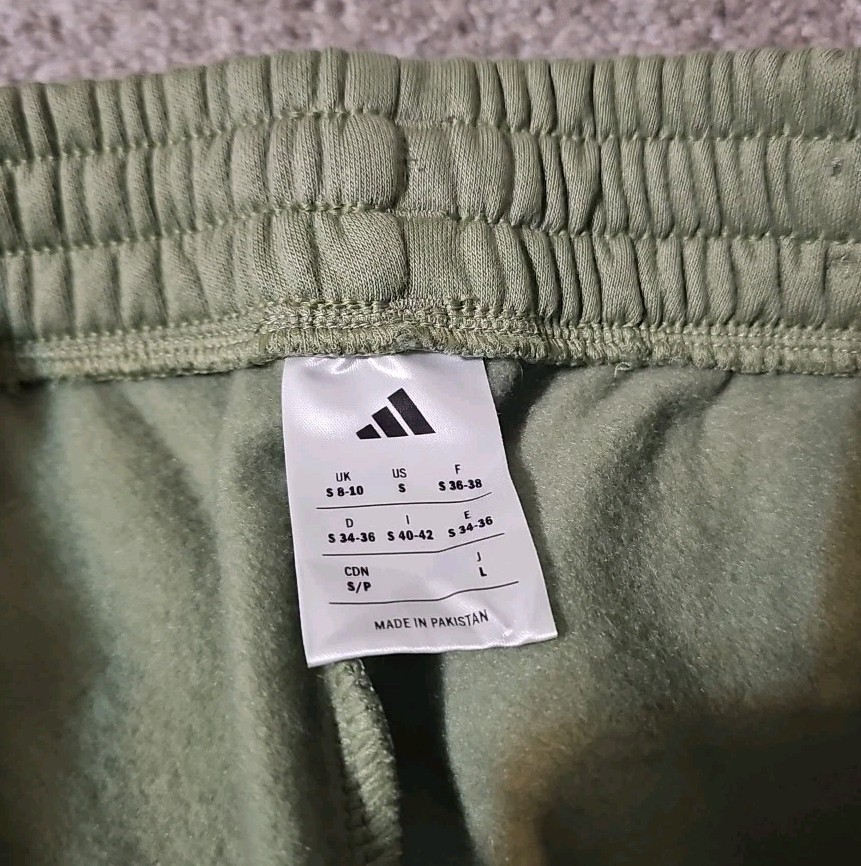 UK US F
S 8-10 S S 36-38
D I E
S 34-36 S 40-42 S 34-36
CDN J
S/P L
MADE IN PAKISTAN